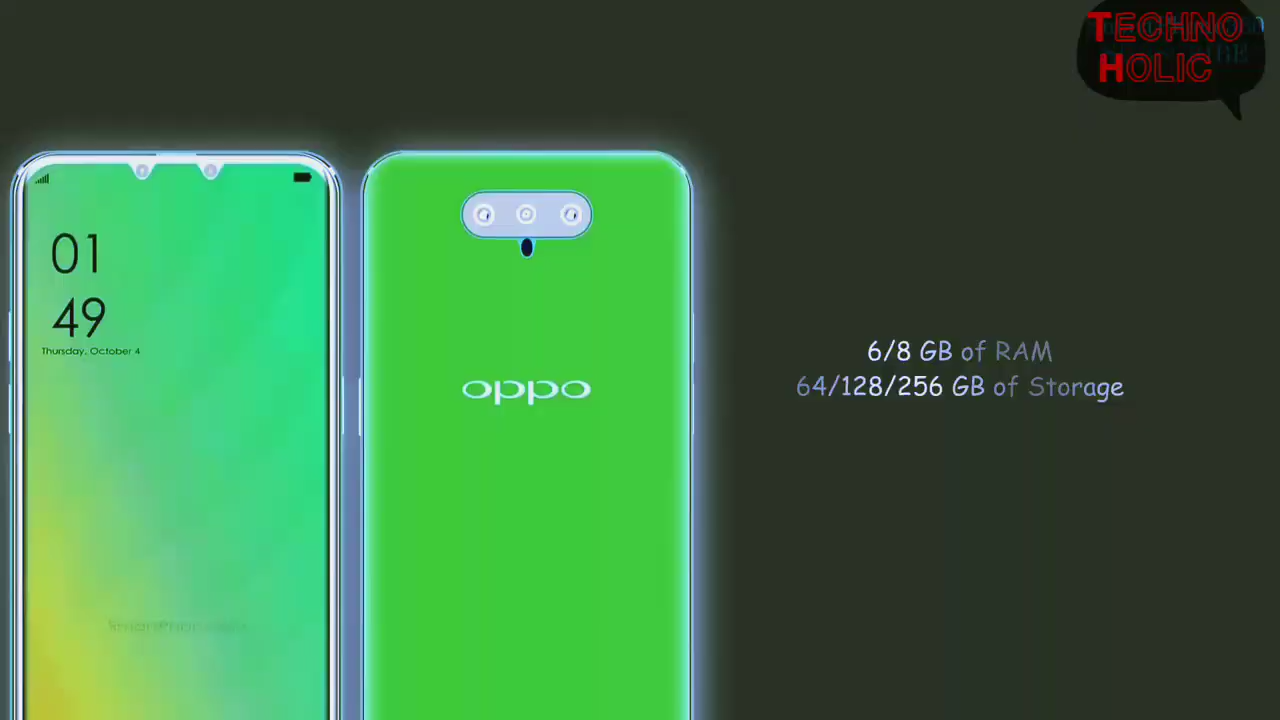 TECHNO
HOLIC
01
49
Thursday, October 4
oppo
6/8 GB of RAM
64/128/256 GB of Storage